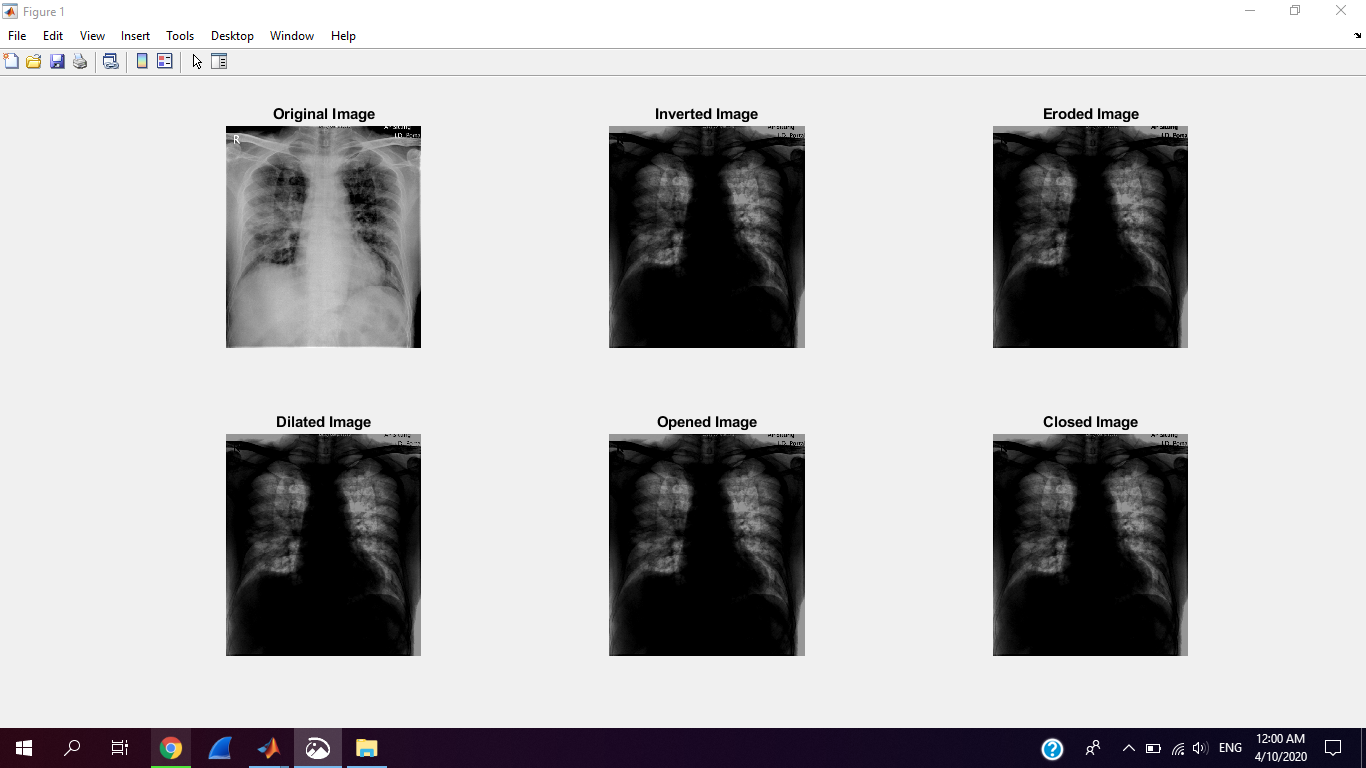 Figure 1
File Edit View Insert Tools Desktop Window Help
Original Image
Inverted Image
Eroded Image
R
Dilated Image
Opened Image
Closed Image
ENG
12:00 AM
4/10/2020